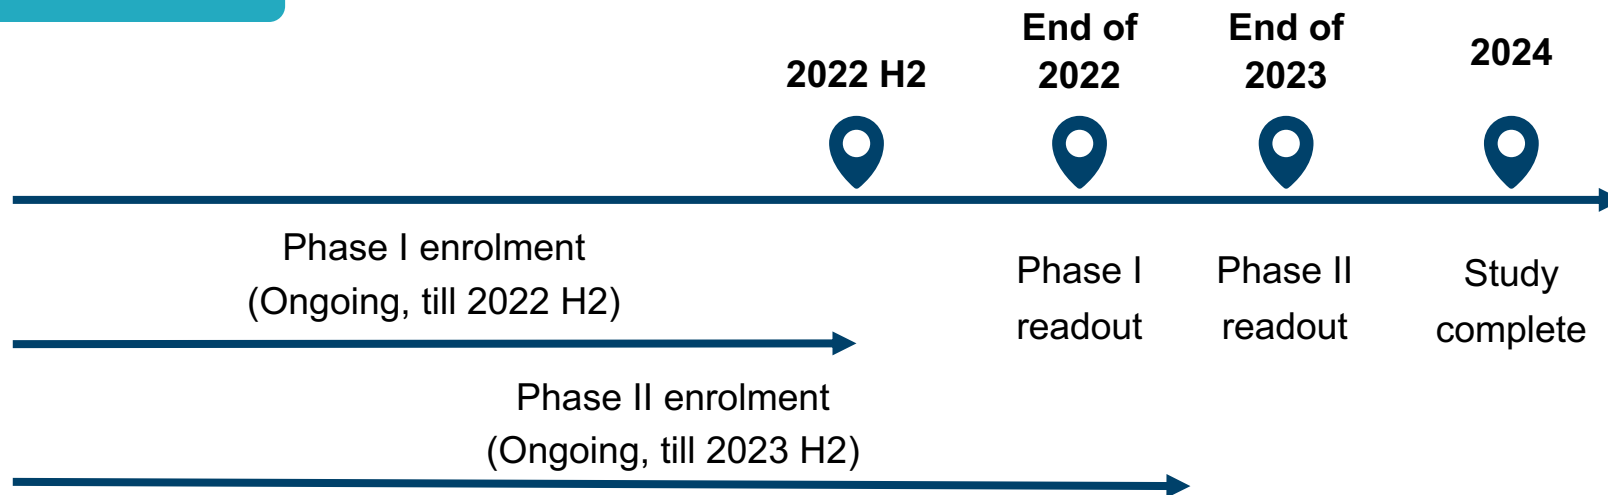 2022 H2
End of
2022
End of
2023
2024
Phase I enrolment
(Ongoing, till 2022 H2)
Phase I
readout
Phase II
readout
Study
complete
Phase II enrolment
(Ongoing, till 2023 H2)